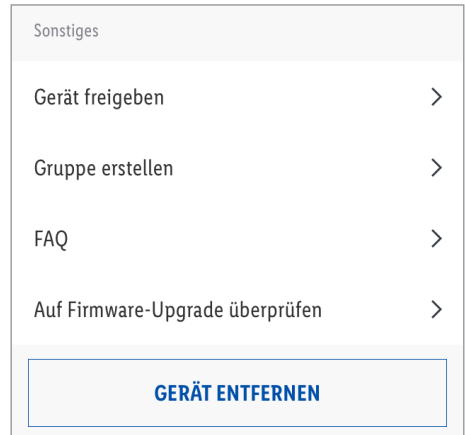 Sonstiges
Gerät freigeben
Gruppe erstellen
FAQ
Auf Firmware-Upgrade überprüfen
GERÄT ENTFERNEN